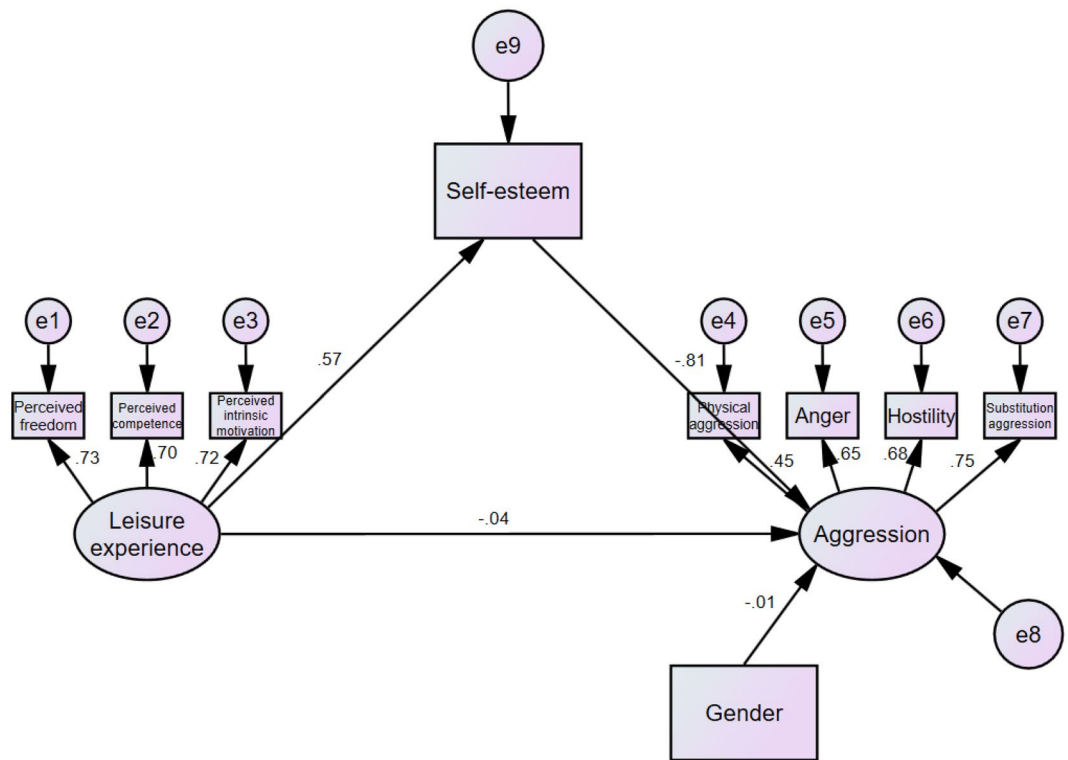 e9
Self-esteem
e1
e2
e3
e4
e5
e6
e7
.57
-.81
Perceived
freedom
Perceived
competence
Perceived
intrinsic
motivation
Physical
aggression
Anger
Hostility
Substitution
aggression
.73
.70
.72
.45
.65
.68
.75
Leisure
experience
-.04
Aggression
-.01
e8
Gender